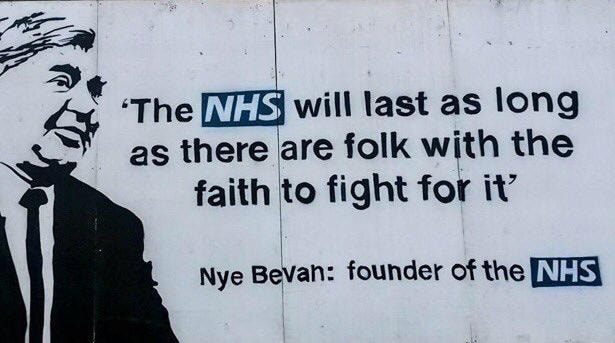 ‘The NHS will last as long
as there are folk with the
faith to fight for it’
Nye BeVah: founder of the NHS